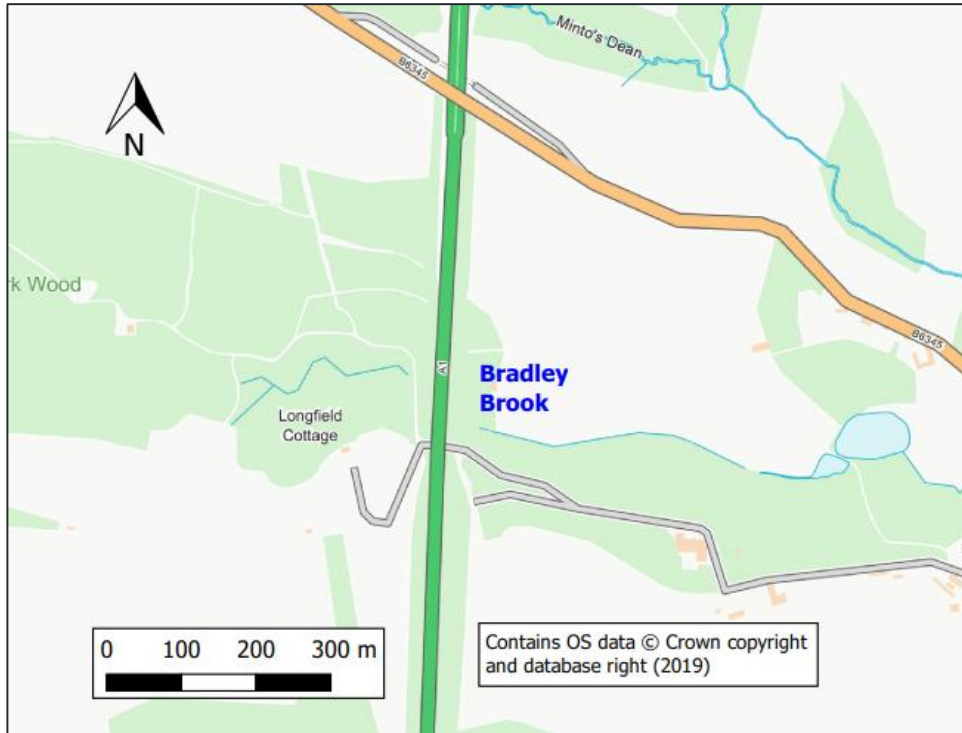 Minto's Dean
B6345
N
rk Wood
A1
Bradley
Brook
B6345
Longfield
Cottage
0 100 200 300 m
Contains OS data © Crown copyright
and database right (2019)